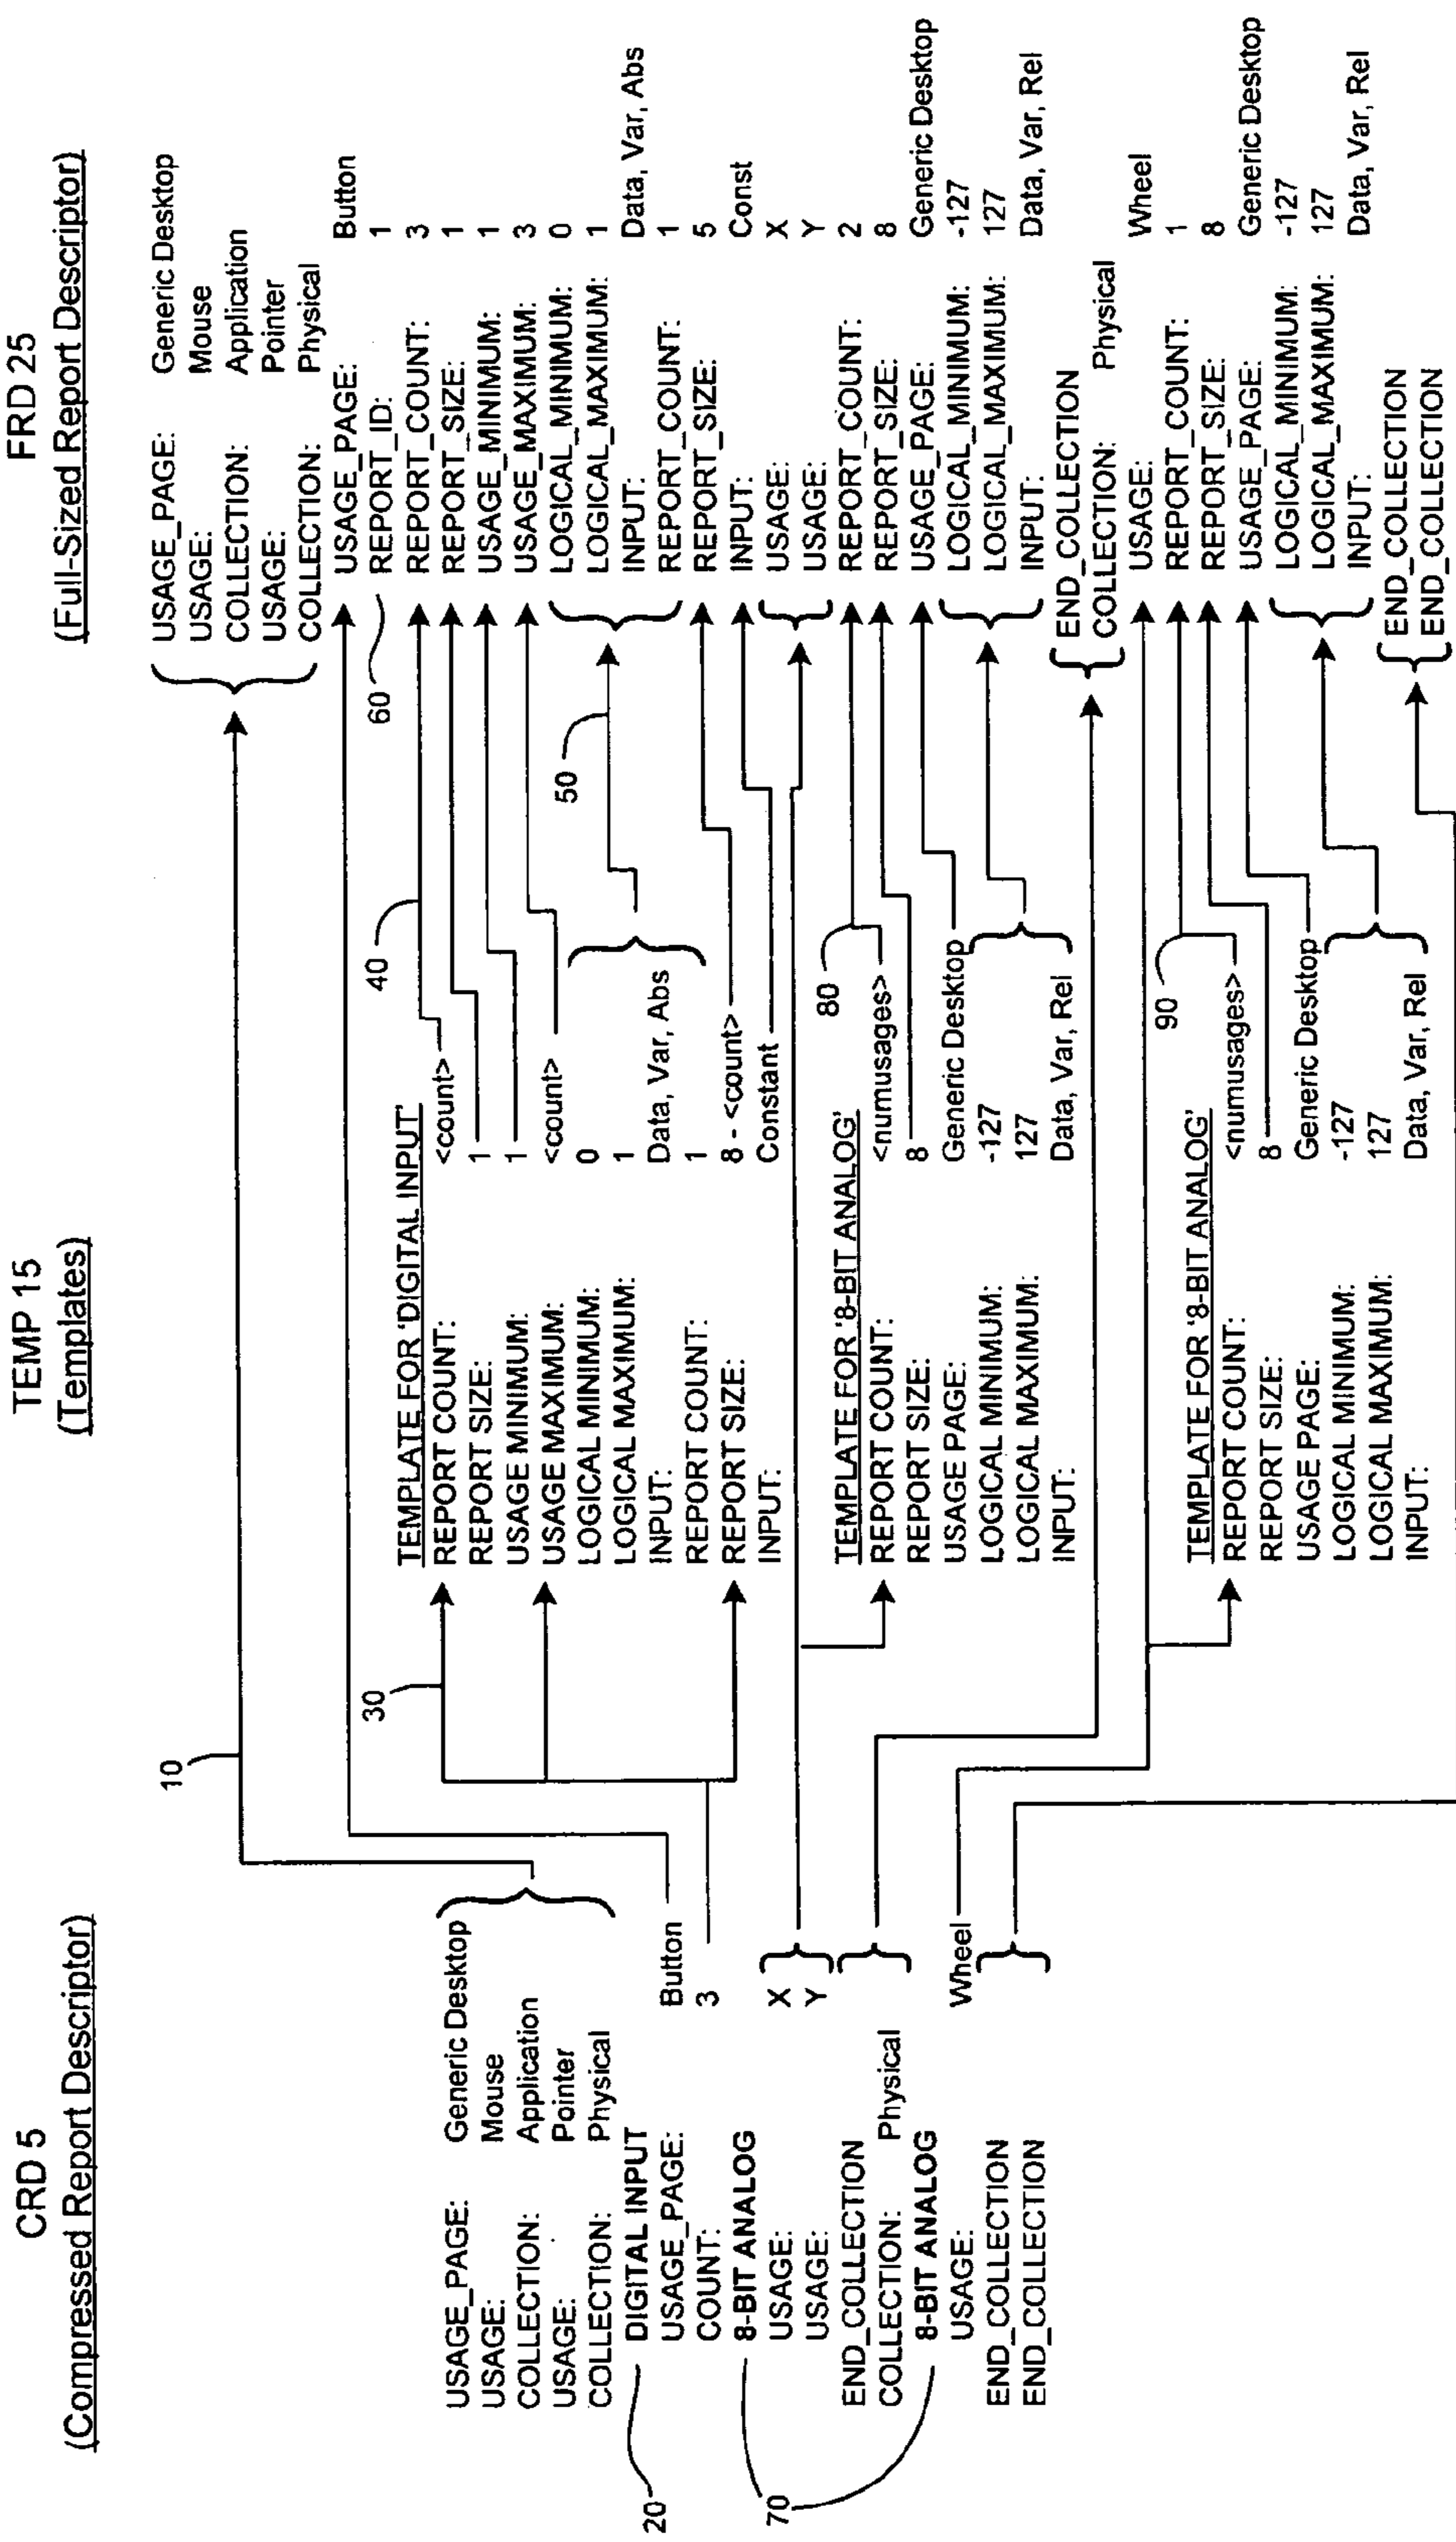 CRD 5
(Compressed Report Descriptor)
USAGE_PAGE: Generic Desktop
USAGE: Mouse
COLLECTION: Application
USAGE: Pointer
COLLECTION: Physical
DIGITAL INPUT
USAGE_PAGE: Button
COUNT: 3
8-BIT ANALOG
USAGE: X
USAGE: Y
END_COLLECTION
COLLECTION: Physical
8-BIT ANALOG
USAGE: Wheel
END_COLLECTION
END_COLLECTION
20
70
10
30
TEMP 15
(Templates)
TEMPLATE FOR 'DIGITAL INPUT'
REPORT COUNT: <count>
REPORT SIZE: 1
USAGE MINIMUM: 1
USAGE MAXIMUM: <count>
LOGICAL MINIMUM: 0
LOGICAL MAXIMUM: 1
INPUT: Data, Var, Abs
REPORT COUNT: 1
REPORT SIZE: 8 - <count>
INPUT: Constant
TEMPLATE FOR '8-BIT ANALOG'
REPORT COUNT: <numusages>
REPORT SIZE: 8
USAGE PAGE: Generic Desktop
LOGICAL MINIMUM: -127
LOGICAL MAXIMUM: 127
INPUT: Data, Var, Rel
TEMPLATE FOR '8-BIT ANALOG'
REPORT COUNT: <numusages>
REPORT SIZE: 8
USAGE PAGE: Generic Desktop
LOGICAL MINIMUM: -127
LOGICAL MAXIMUM: 127
INPUT: Data, Var, Rel
40
50
60
80
90
FRD 25
(Full-Sized Report Descriptor)
USAGE_PAGE: Generic Desktop
USAGE: Mouse
COLLECTION: Application
USAGE: Pointer
COLLECTION: Physical
USAGE_PAGE: Button
REPORT_ID: 1
REPORT_COUNT: 3
REPORT_SIZE: 1
USAGE_MINIMUM: 1
USAGE_MAXIMUM: 3
LOGICAL_MINIMUM: 0
LOGICAL_MAXIMUM: 1
INPUT: Data, Var, Abs
REPORT_COUNT: 1
REPORT_SIZE: 5
INPUT: Const
USAGE: X
USAGE: Y
REPORT_COUNT: 2
REPORT_SIZE: 8
USAGE_PAGE: Generic Desktop
LOGICAL_MINIMUM: -127
LOGICAL_MAXIMUM: 127
INPUT: Data, Var, Rel
END_COLLECTION
COLLECTION: Physical
USAGE: Wheel
REPORT_COUNT: 1
REPORT_SIZE: 8
USAGE_PAGE: Generic Desktop
LOGICAL_MINIMUM: -127
LOGICAL_MAXIMUM: 127
INPUT: Data, Var, Rel
END_COLLECTION
END_COLLECTION